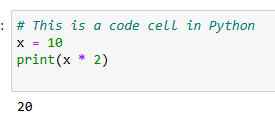 : # This is a code cell in Python
x = 10
print(x * 2)
20